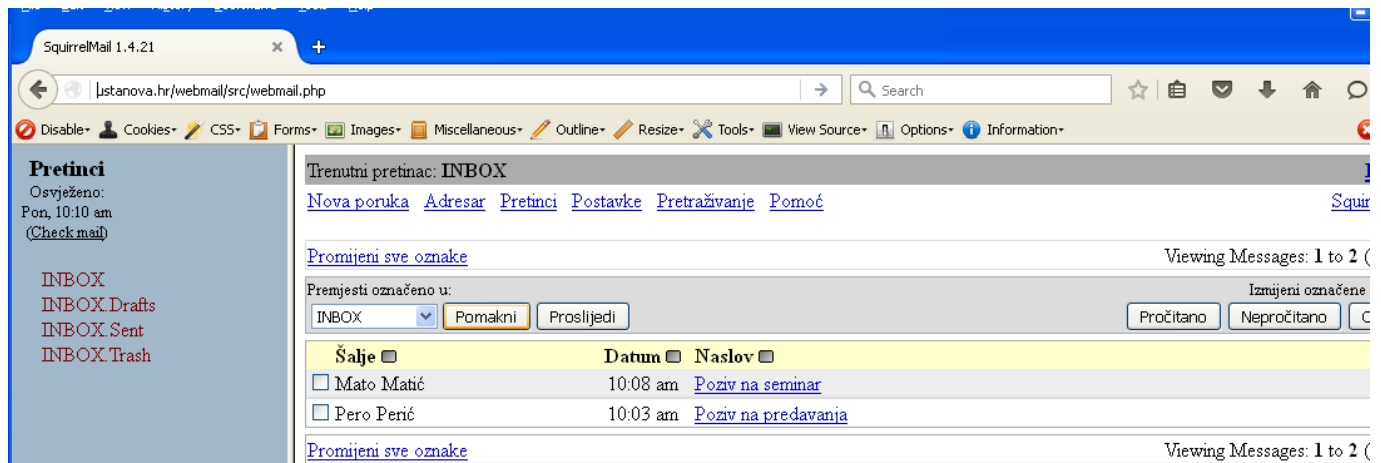 SquirrelMail 1.4.21
ustanova.hr/webmail/src/webmail.php Search
Disable Cookies CSS Forms Images Miscellaneous Outline Resize Tools View Source Options Information
Pretinci
Osvježeno:
Pon, 10:10 am
(Check mail)
INBOX
INBOX.Drafts
INBOX.Sent
INBOX.Trash
Trenutni pretinac: INBOX
Nova poruka Adresar Pretinci Postavke Pretraživanje Pomoć
Promijeni sve oznake Viewing Messages: 1 to 2 (
Premjesti označeno u: Izmijeni označene
INBOX Pomakni Proslijedi Pročitano Nepročitano
Šalje Datum Naslov
Mato Matić 10:08 am Poziv na seminar
Pero Perić 10:03 am Poziv na predavanja
Promijeni sve oznake Viewing Messages: 1 to 2 (